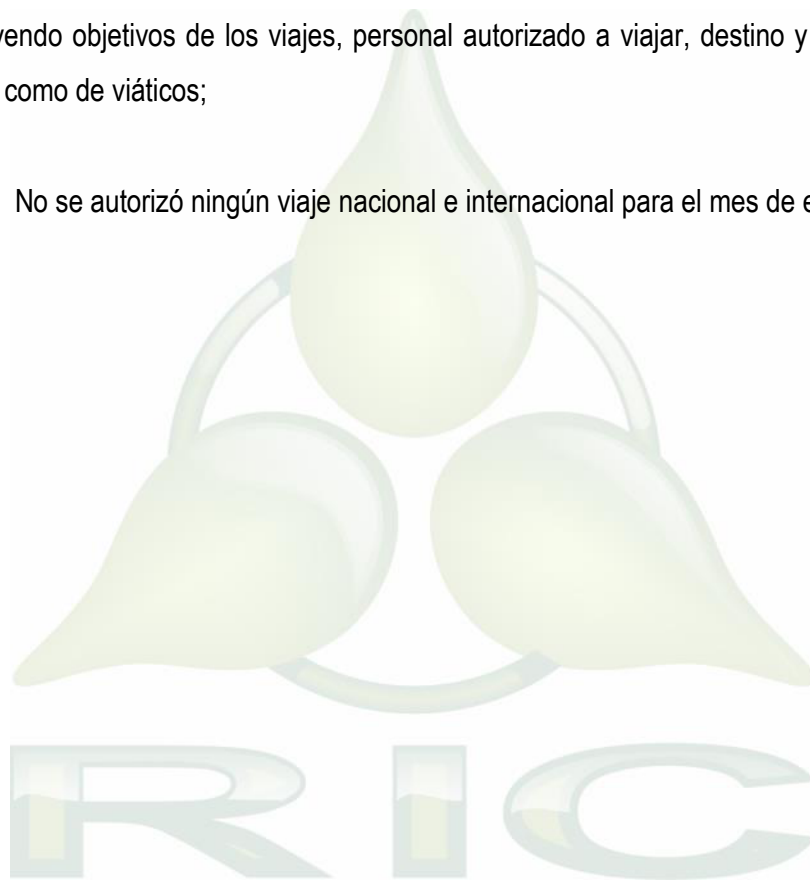 yendo objetivos de los viajes, personal autorizado a viajar, destino y
como de viáticos;
No se autorizó ningún viaje nacional e internacional para el mes de
RIC